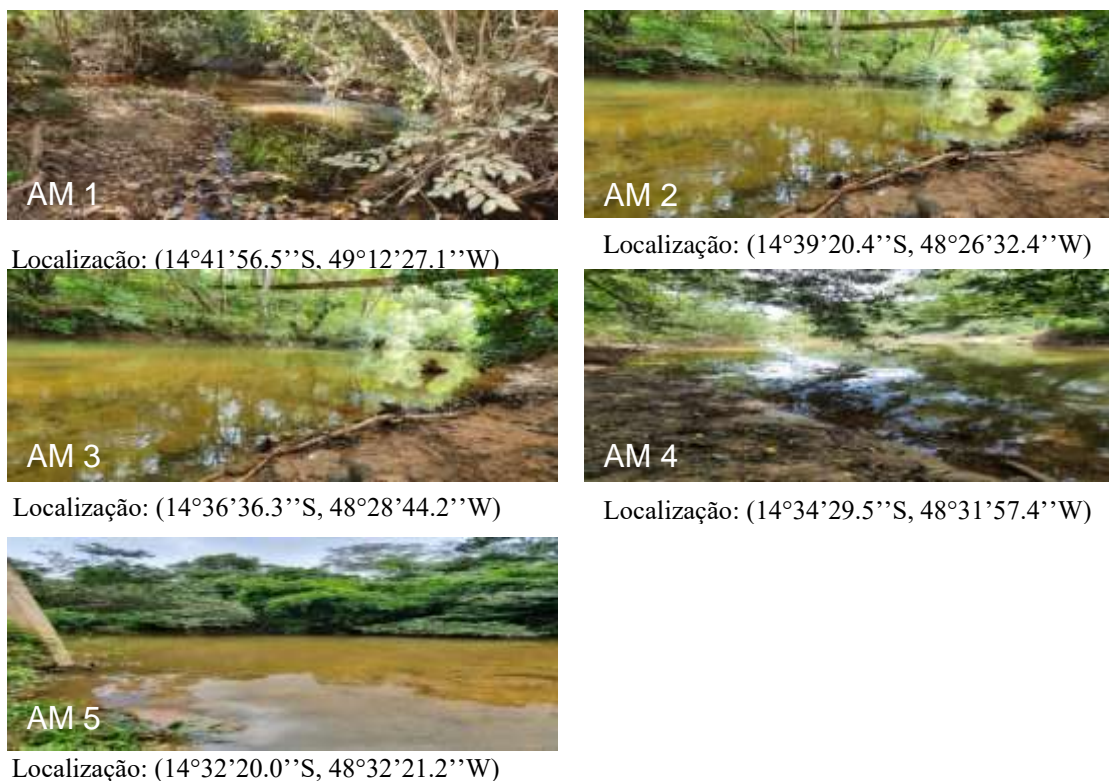 AM 1
AM 2
Localização: (14°41’56.5’’S, 49°12’27.1’’W)
Localização: (14°39’20.4’’S, 48°26’32.4’’W)
AM 3
AM 4
Localização: (14°36’36.3’’S, 48°28’44.2’’W)
Localização: (14°34’29.5’’S, 48°31’57.4’’W)
AM 5
Localização: (14°32’20.0’’S, 48°32’21.2’’W)